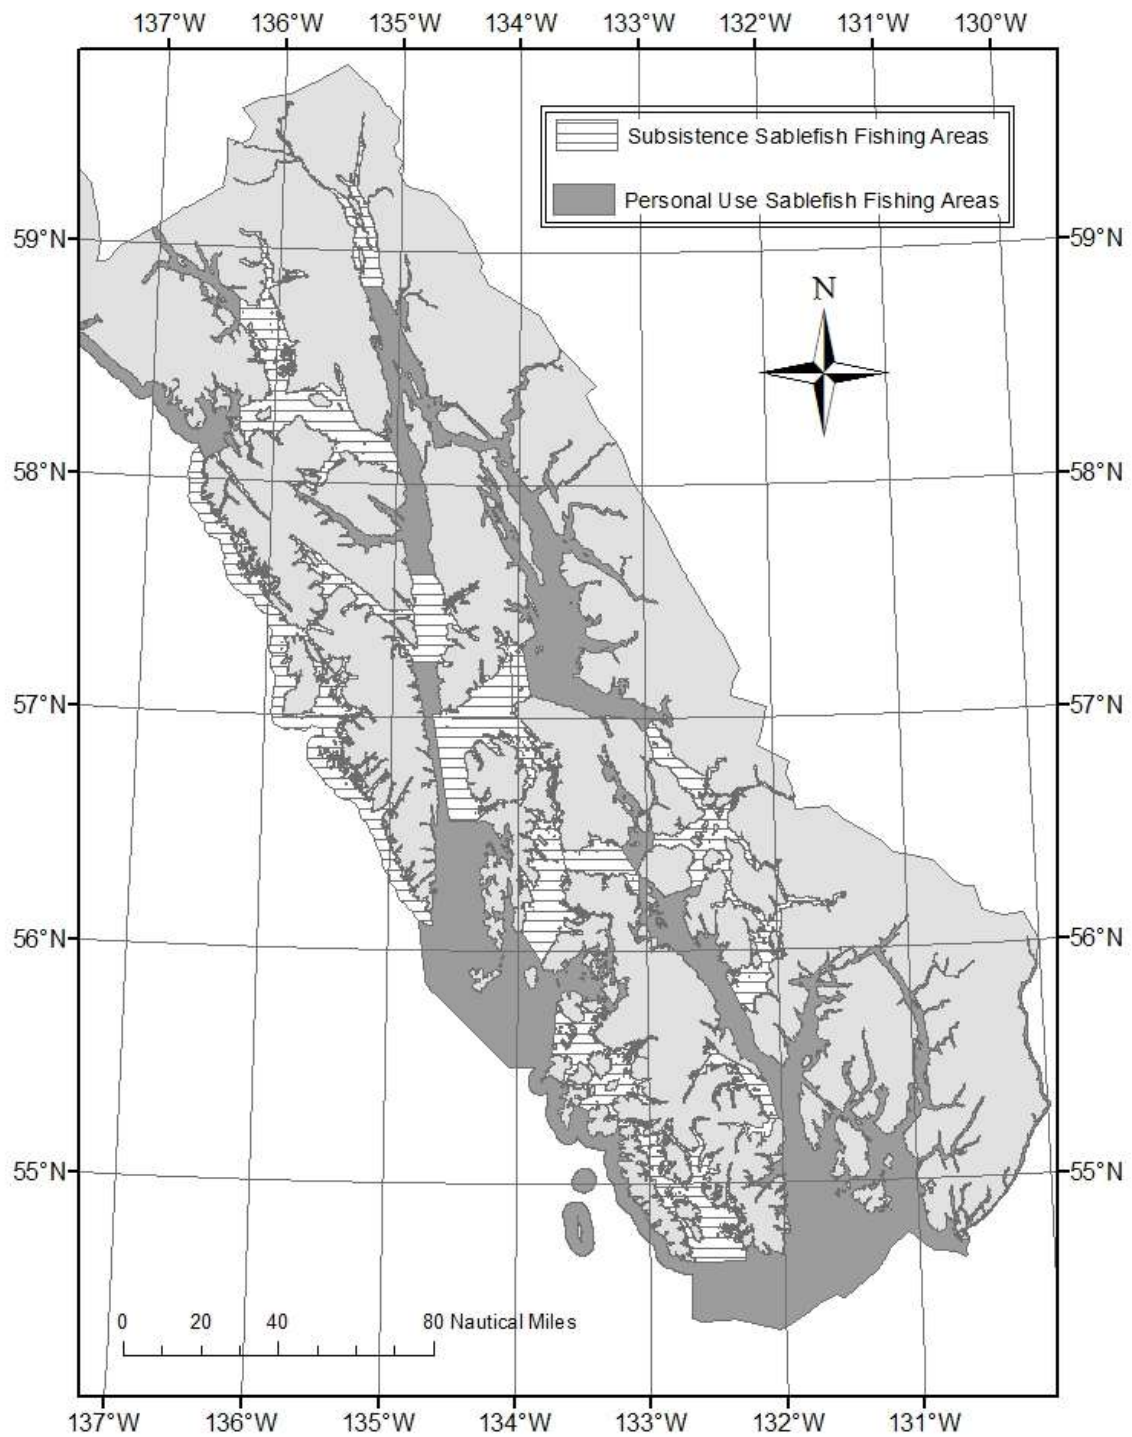 137°W 136°W 135°W 134°W 133°W 132°W 131°W 130°W
Subsistence Sablefish Fishing Areas
Personal Use Sablefish Fishing Areas
59°N 59°N
N
58°N 58°N
57°N 57°N
56°N 56°N
55°N 55°N
0 20 40 80 Nautical Miles
137°W 136°W 135°W 134°W 133°W 132°W 131°W